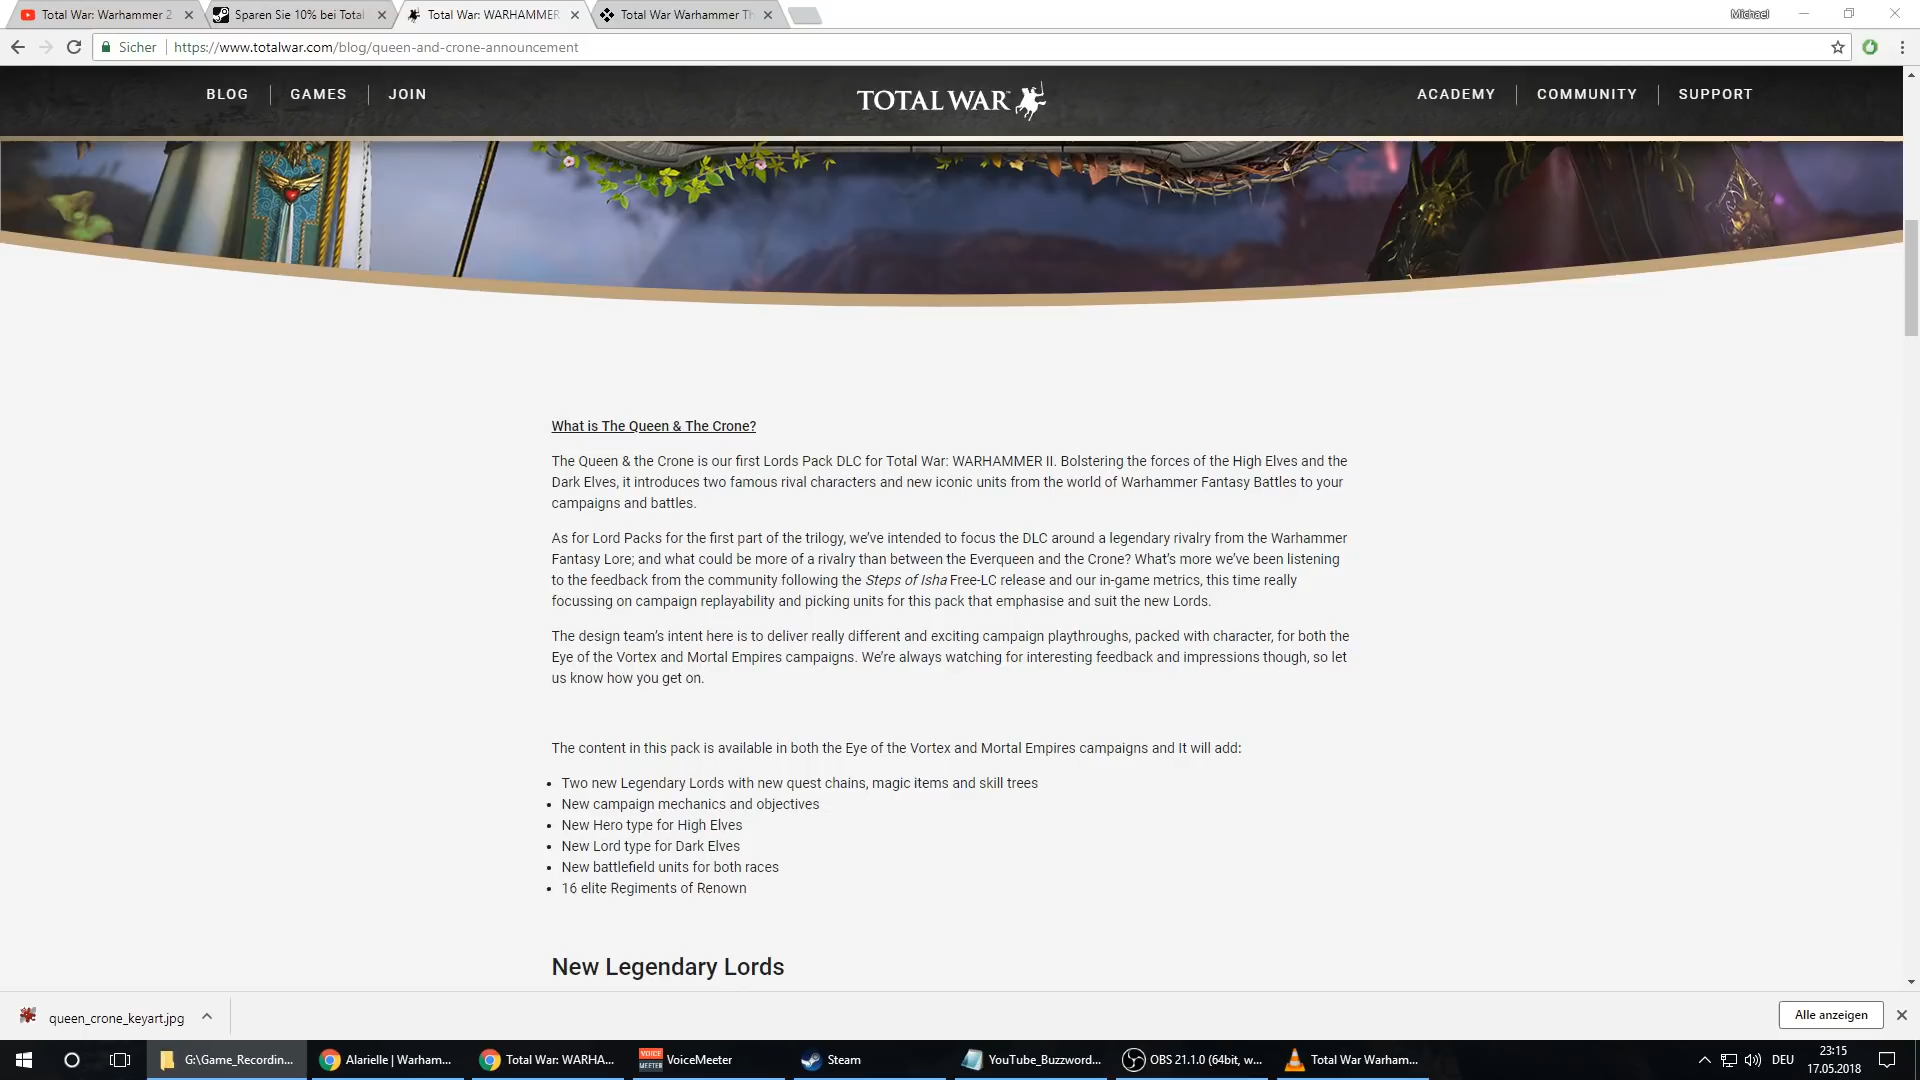 Total War: Warhammer 2
Sparen Sie 10% bei Total
Total War: WARHAMMER
Total War Warhammer Th
Michael
Sicher
https://www.totalwar.com/blog/queen-and-crone-announcement
BLOG
GAMES
JOIN
TOTAL WAR
ACADEMY
COMMUNITY
SUPPORT
What is The Queen & The Crone?
The Queen & the Crone is our first Lords Pack DLC for Total War: WARHAMMER II. Bolstering the forces of the High Elves and the
Dark Elves, it introduces two famous rival characters and new iconic units from the world of Warhammer Fantasy Battles to your
campaigns and battles.
As for Lord Packs for the first part of the trilogy, we’ve intended to focus the DLC around a legendary rivalry from the Warhammer
Fantasy Lore; and what could be more of a rivalry than between the Everqueen and the Crone? What’s more we’ve been listening
to the feedback from the community following the Steps of Isha Free-LC release and our in-game metrics, this time really
focussing on campaign replayability and picking units for this pack that emphasise and suit the new Lords.
The design team’s intent here is to deliver really different and exciting campaign playthroughs, packed with character, for both the
Eye of the Vortex and Mortal Empires campaigns. We’re always watching for interesting feedback and impressions though, so let
us know how you get on.
The content in this pack is available in both the Eye of the Vortex and Mortal Empires campaigns and It will add:
• Two new Legendary Lords with new quest chains, magic items and skill trees
• New campaign mechanics and objectives
• New Hero type for High Elves
• New Lord type for Dark Elves
• New battlefield units for both races
• 16 elite Regiments of Renown
New Legendary Lords
queen_crone_keyart.jpg
Alle anzeigen
G:\Game_Recordin...
Alarielle | Warham...
Total War: WARHA...
VOICE MEETER
VoiceMeeter
Steam
YouTube_Buzzword...
OBS 21.1.0 (64bit, w...
Total War Warham...
DEU
23:15
17.05.2018